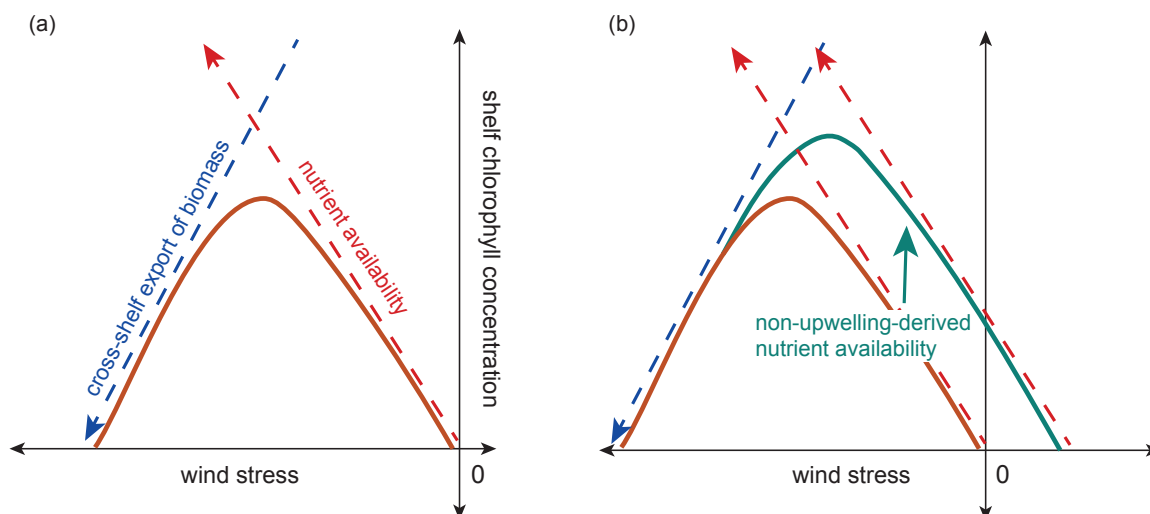 (a)
shelf chlorophyll concentration
cross-shelf export of biomass
nutrient availability
wind stress
0
(b)
non-upwelling-derived
nutrient availability
wind stress
0